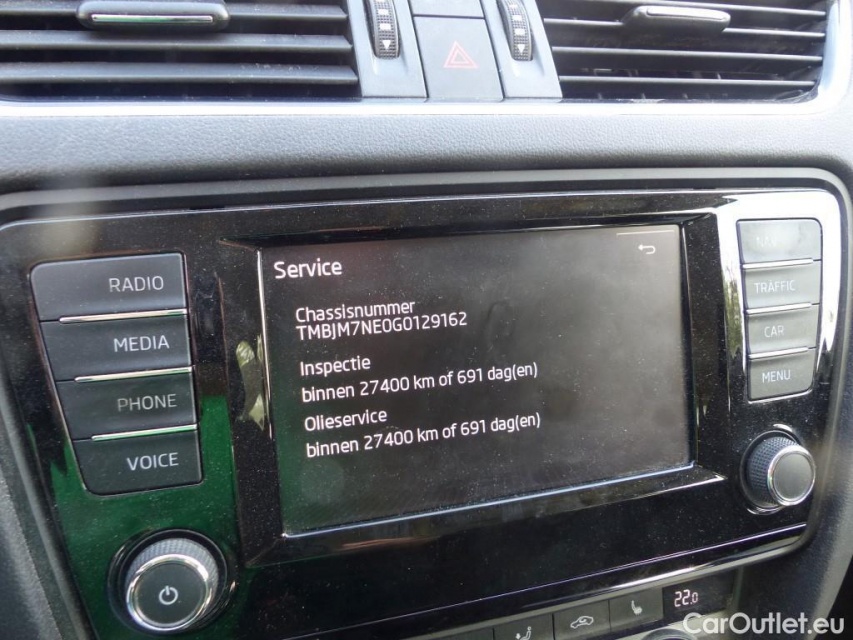 RADIO
MEDIA
PHONE
VOICE
Service
Chassisnummer
TMBJM7NE0G0129162
Inspectie
binnen 27400 km of 691 dag(en)
Olieservice
binnen 27400 km of 691 dag(en)
TRAFFIC
CAR
MENU
22.0
CarOutlet.eu